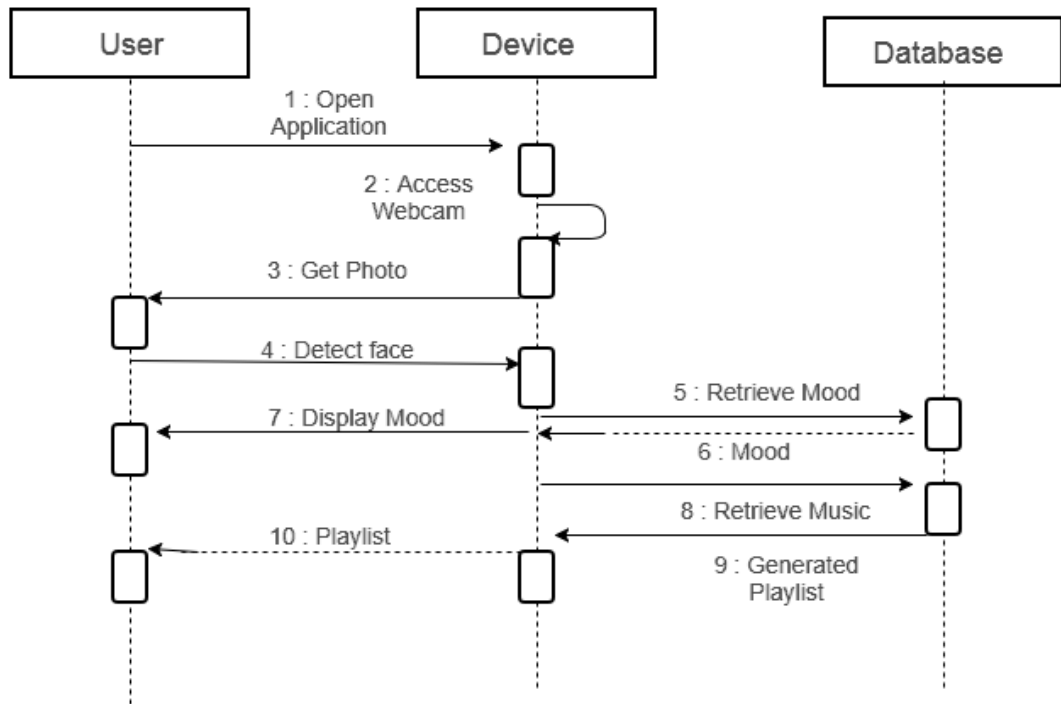 User
Device
Database
1 : Open
Application
2 : Access
Webcam
3 : Get Photo
4 : Detect face
5 : Retrieve Mood
7 : Display Mood
6 : Mood
8 : Retrieve Music
10 : Playlist
9 : Generated
Playlist